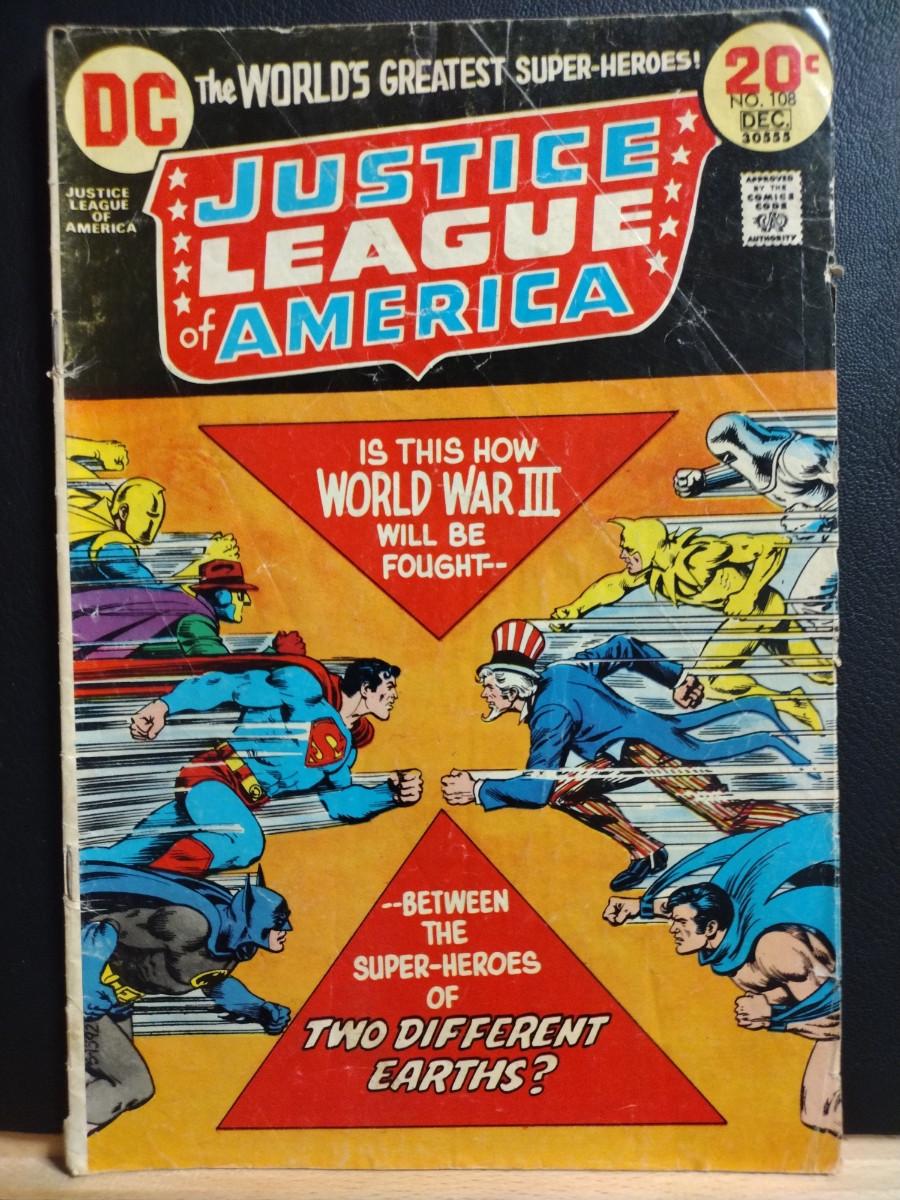 DC
The WORLD'S GREATEST SUPER-HEROES!
20¢
NO. 108
DEC.
30555
JUSTICE
LEAGUE
OF
AMERICA
JUSTICE
LEAGUE
of AMERICA
APPROVED
BY THE
COMICS
CODE
AUTHORITY
IS THIS HOW
WORLD WAR III
WILL BE
FOUGHT--
S
--BETWEEN
THE
SUPER-HEROES
OF
TWO DIFFERENT
EARTHS?